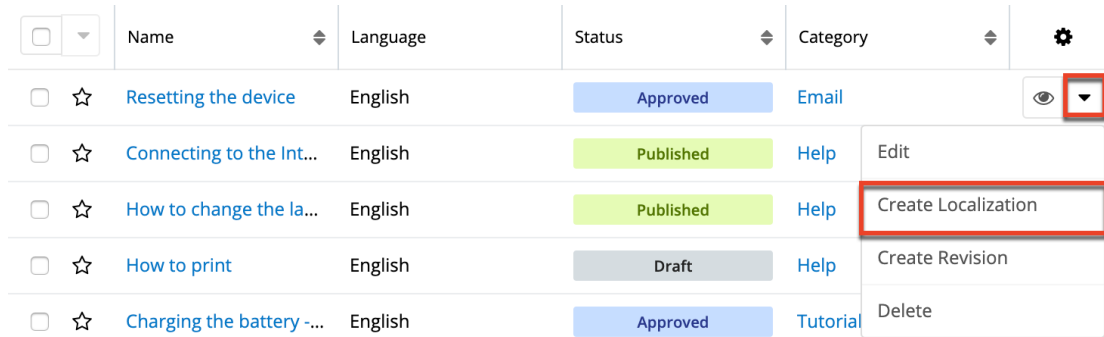 Name Language Status Category
Resetting the device English Approved Email
Connecting to the Int... English Published Help Edit
How to change the la... English Published Help Create Localization
How to print English Draft Help Create Revision
Charging the battery -... English Approved Tutorial Delete